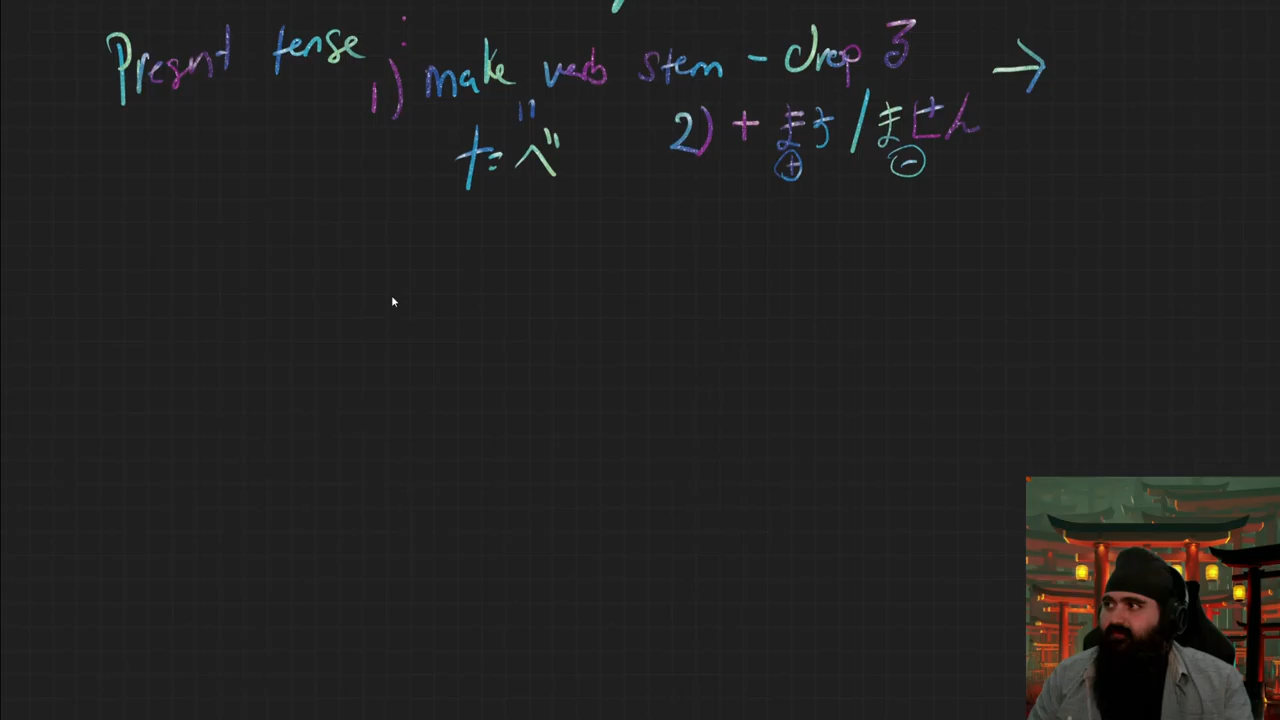 Present tense : 1) make verb stem - drop る →
たべ 2) + ます / ません
+ -